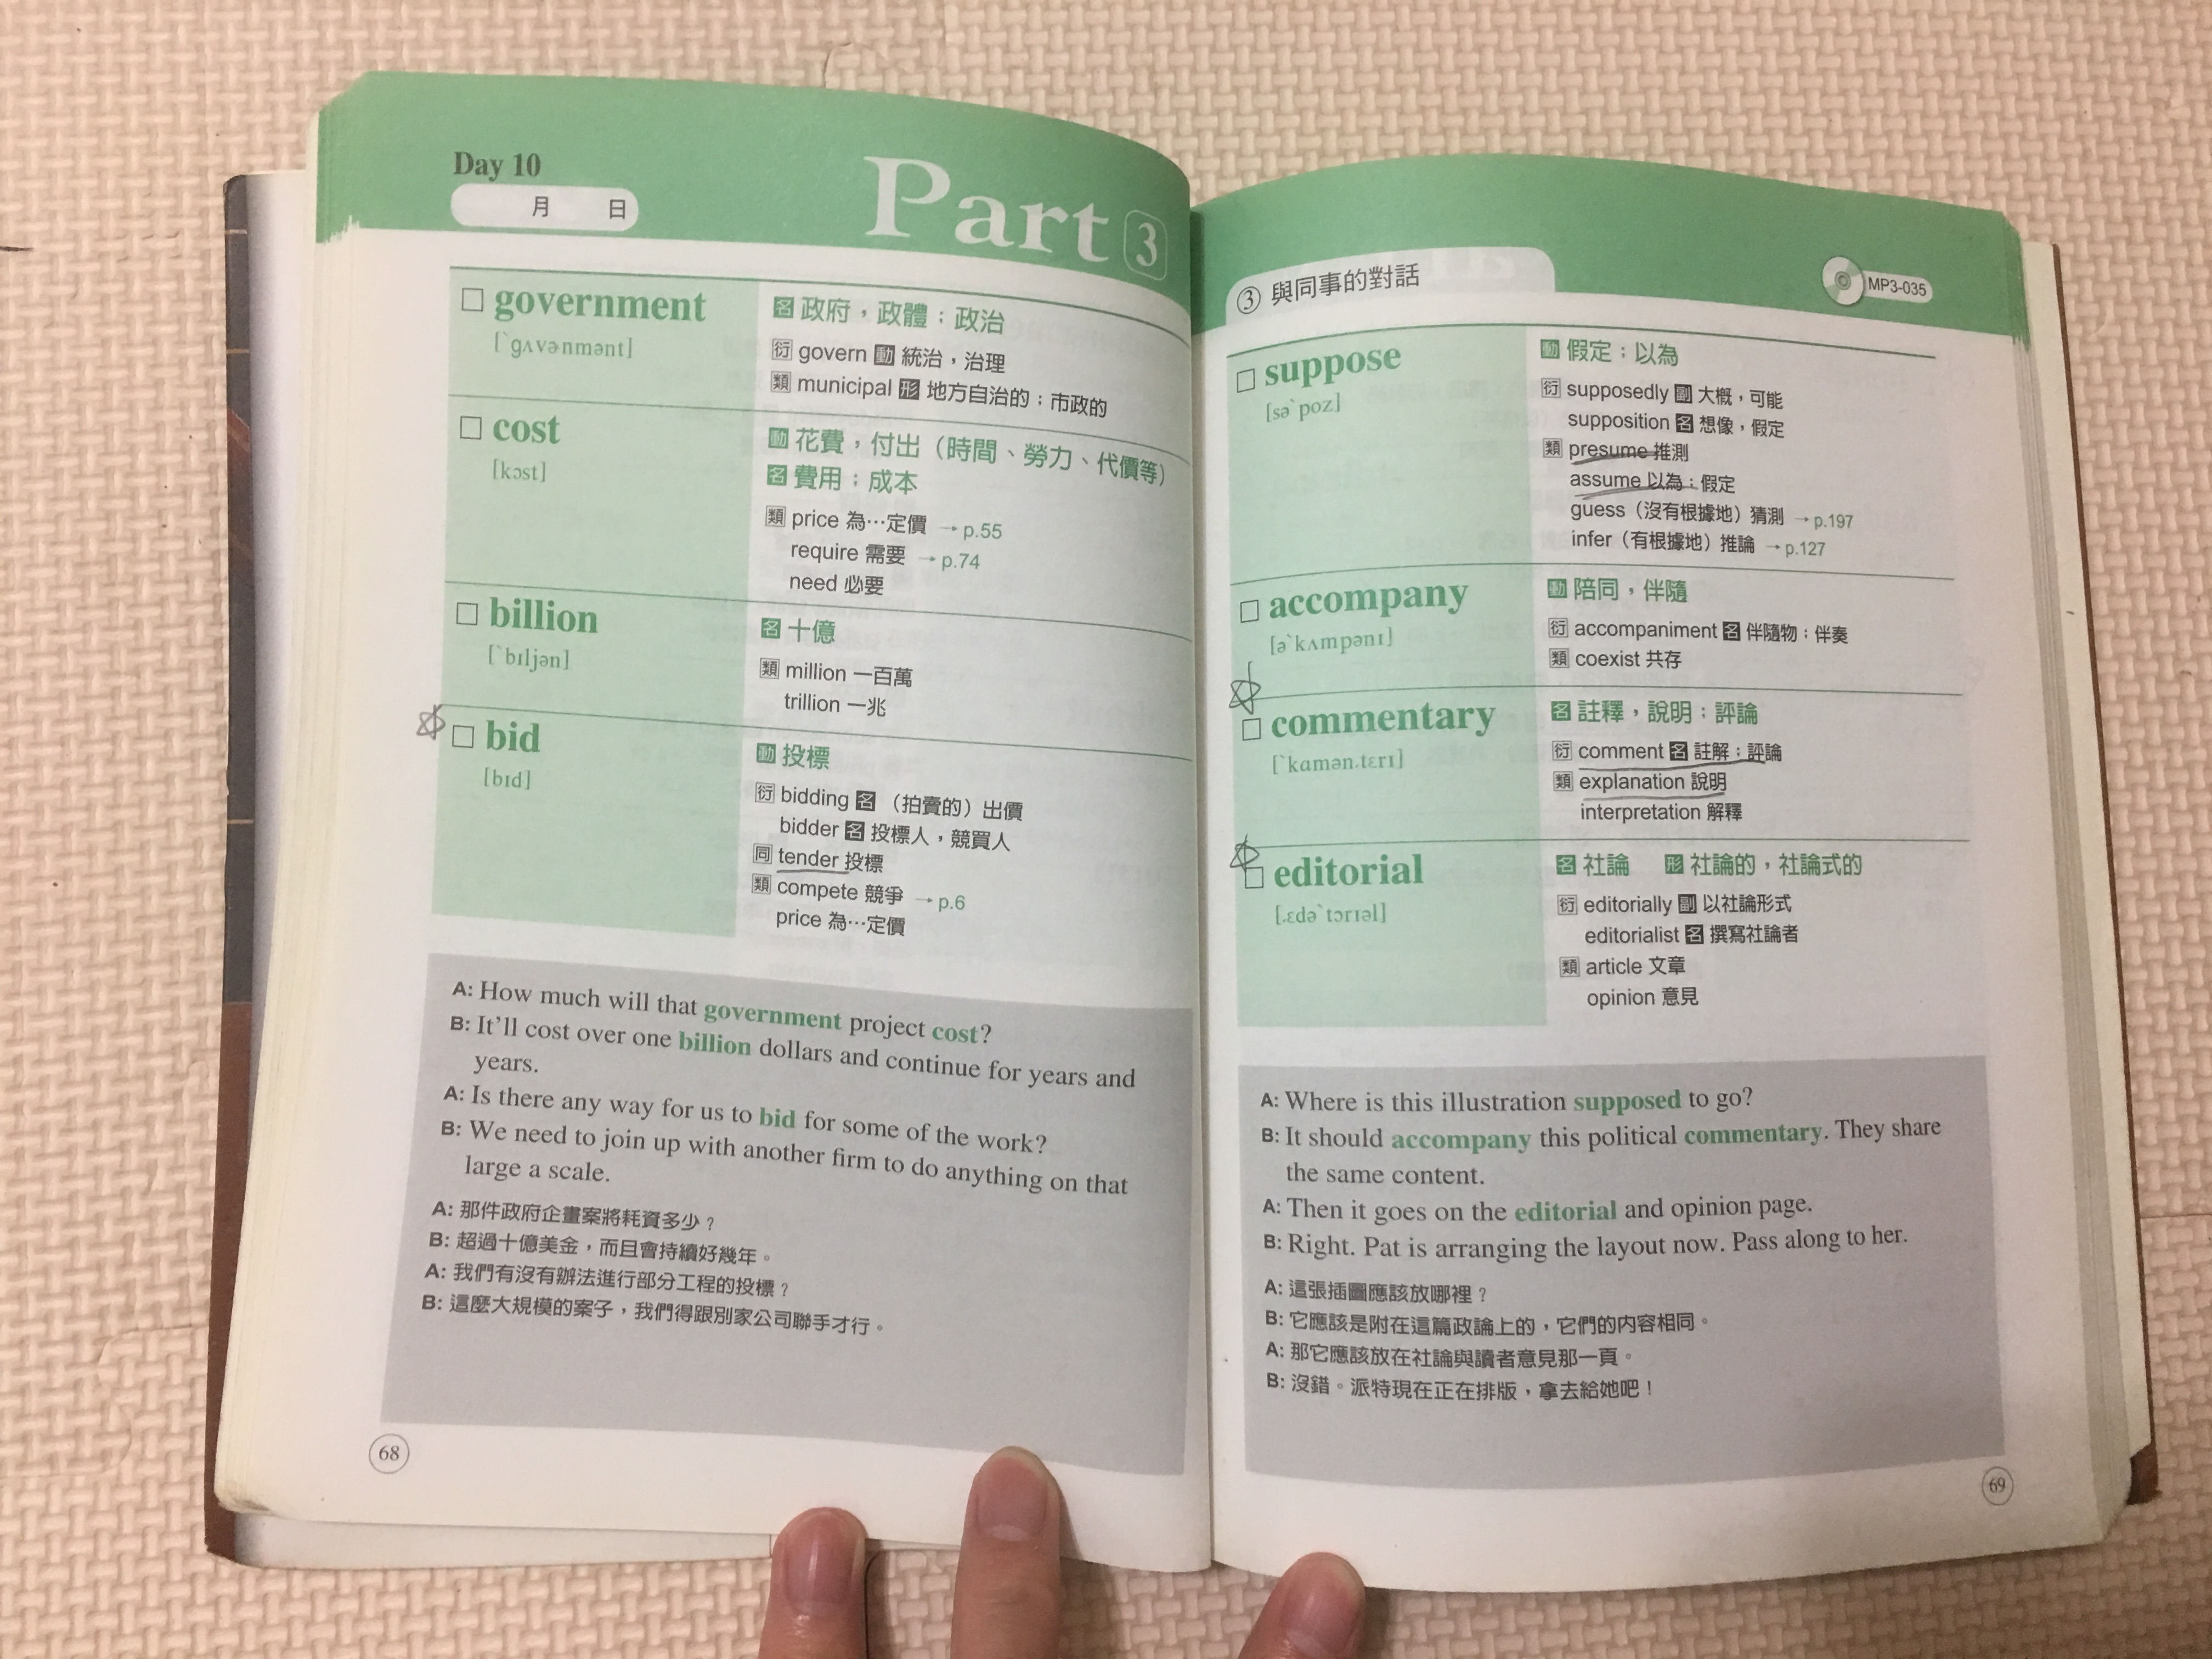 Day 10
月 日
Part 3
□ government
[ˋgʌvənmənt]
名 政府，政體；政治
衍 govern 動 統治，治理
類 municipal 形 地方自治的；市政的
□ cost
[kɔst]
動 花費，付出（時間、勞力、代價等）
名 費用；成本
類 price 為…定價 →p.55
require 需要 →p.74
need 必要
□ billion
[ˋbɪljən]
名 十億
類 million 一百萬
trillion 一兆
□ bid
[bɪd]
動 投標
衍 bidding 名 （拍賣的）出價
bidder 名 投標人，競買人
同 tender 投標
類 compete 競爭 →p.6
price 為…定價
A: How much will that government project cost?
B: It'll cost over one billion dollars and continue for years and
years.
A: Is there any way for us to bid for some of the work?
B: We need to join up with another firm to do anything on that
large a scale.
A: 那件政府企畫案將耗資多少？
B: 超過十億美金，而且會持續好幾年。
A: 我們有沒有辦法進行部分工程的投標？
B: 這麼大規模的案子，我們得跟別家公司聯手才行。
68
③ 與同事的對話
MP3-035
□ suppose
[səˋpoz]
動 假定；以為
衍 supposedly 副 大概，可能
supposition 名 想像，假定
類 presume 推測
assume 以為；假定
guess（沒有根據地）猜測 →p.197
infer（有根據地）推論 →p.127
□ accompany
[əˋkʌmpənɪ]
動 陪同，伴隨
衍 accompaniment 名 伴隨物；伴奏
類 coexist 共存
□ commentary
[ˋkɑmən͵tɛrɪ]
名 註釋，說明；評論
衍 comment 名 註解；評論
類 explanation 說明
interpretation 解釋
□ editorial
[͵ɛdəˋtɔrɪəl]
名 社論 形 社論的，社論式的
衍 editorially 副 以社論形式
editorialist 名 撰寫社論者
類 article 文章
opinion 意見
A: Where is this illustration supposed to go?
B: It should accompany this political commentary. They share
the same content.
A: Then it goes on the editorial and opinion page.
B: Right. Pat is arranging the layout now. Pass along to her.
A: 這張插圖應該放哪裡？
B: 它應該是附在這篇政論上的，它們的內容相同。
A: 那它應該放在社論與讀者意見那一頁。
B: 沒錯。派特現在正在排版，拿去給她吧！
69